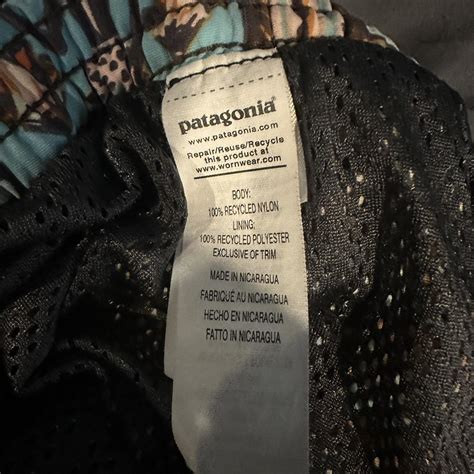 patagonia®
www.patagonia.com
Repair/Reuse/Recycle
this product at
www.wornwear.com
BODY:
100% RECYCLED NYLON
LINING:
100% RECYCLED POLYESTER
EXCLUSIVE OF TRIM
MADE IN NICARAGUA
FABRIQUÉ AU NICARAGUA
HECHO EN NICARAGUA
FATTO IN NICARAGUA